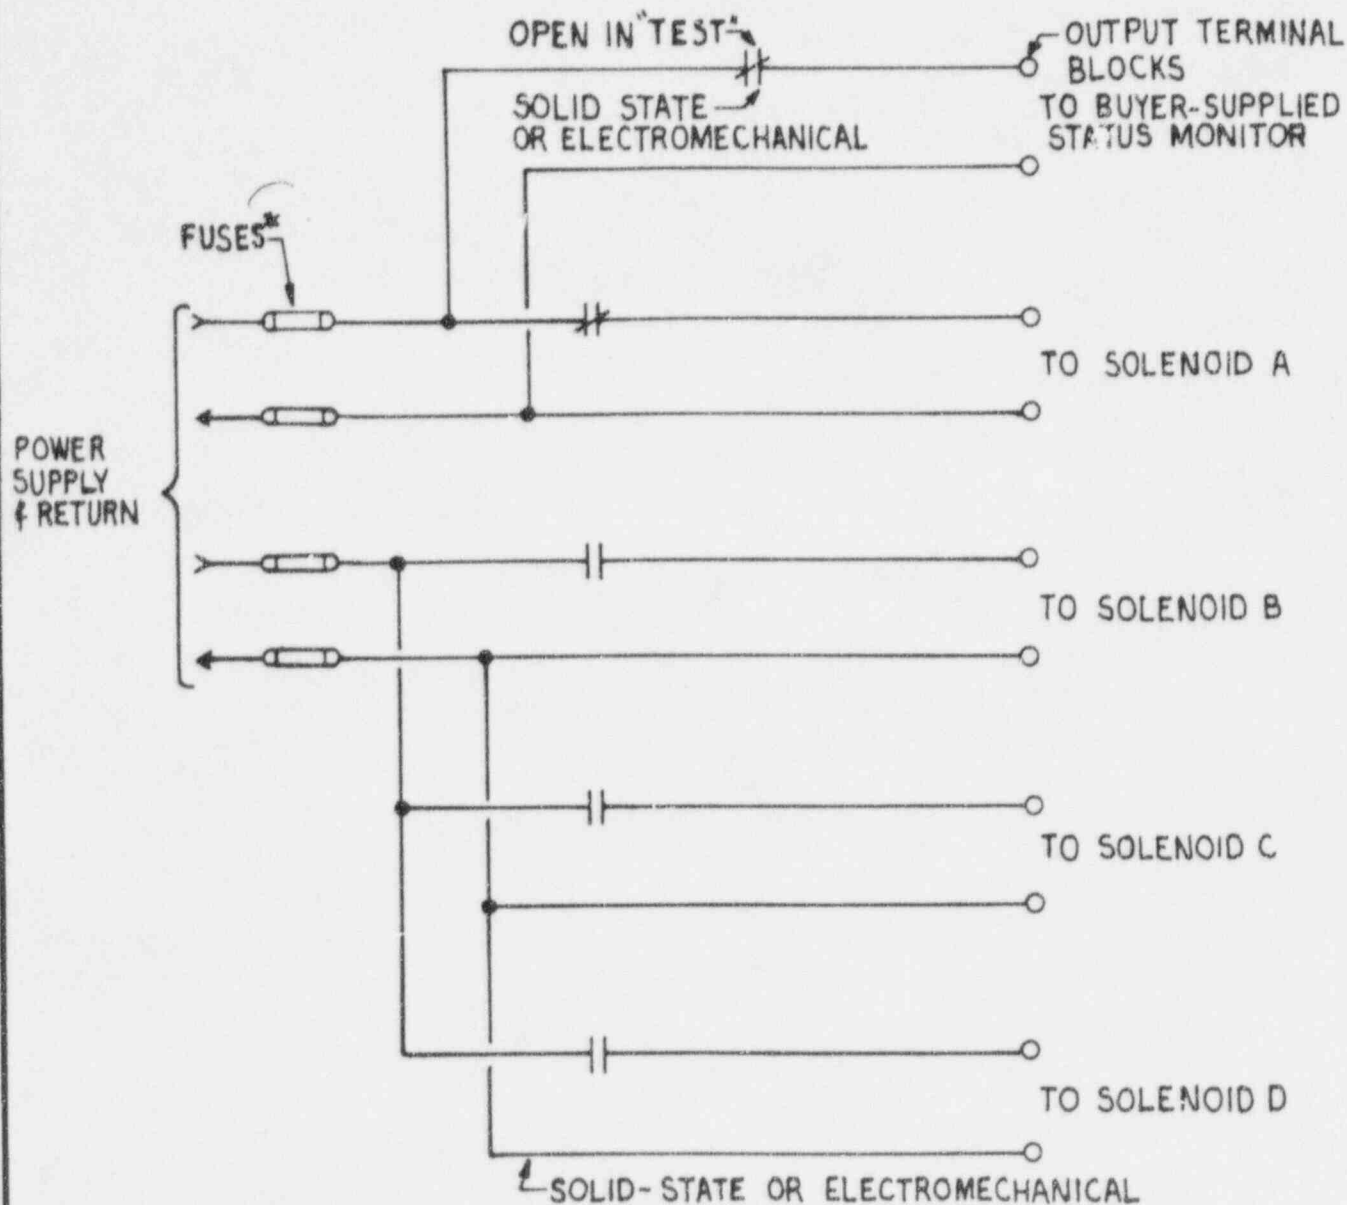 OPEN IN "TEST"
OUTPUT TERMINAL
BLOCKS
SOLID STATE
OR ELECTROMECHANICAL
TO BUYER-SUPPLIED
STATUS MONITOR
FUSES*
TO SOLENOID A
POWER
SUPPLY
& RETURN
TO SOLENOID B
TO SOLENOID C
TO SOLENOID D
SOLID-STATE OR ELECTROMECHANICAL